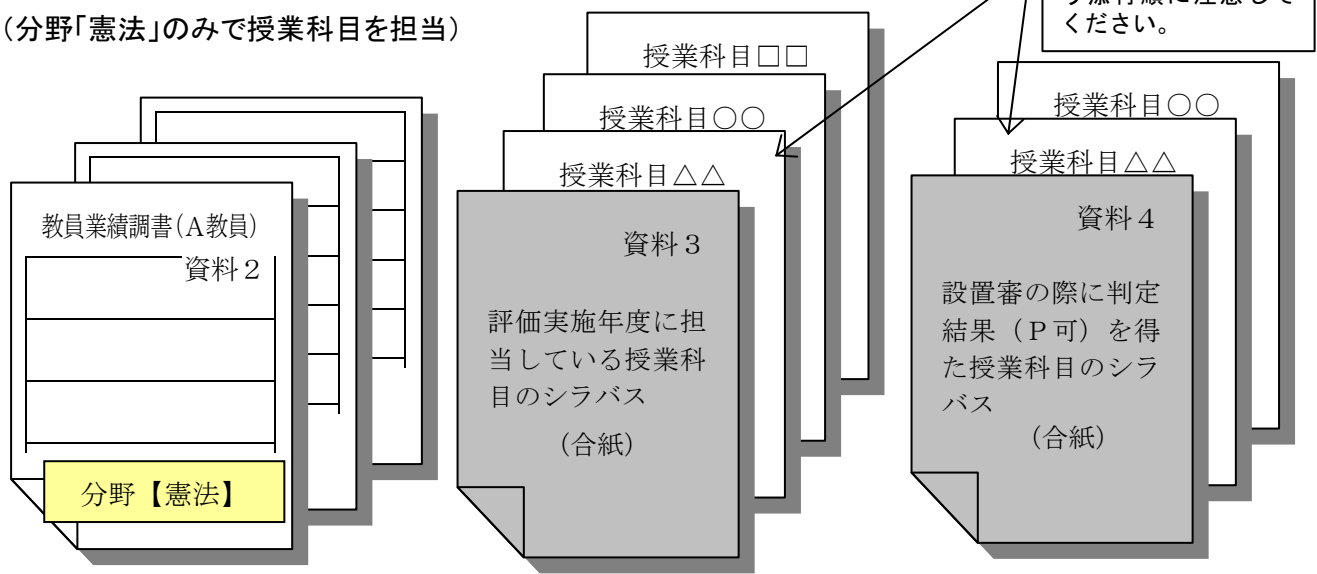 （分野「憲法」のみで授業科目を担当）
ください。
授業科目□□
授業科目○○
授業科目△△
教員業績調書（Ａ教員）
資料２
分野【憲法】
資料３
評価実施年度に担
当している授業科
目のシラバス
（合紙）
授業科目○○
授業科目△△
資料４
設置審の際に判定
結果（Ｐ可）を得
た授業科目のシラ
バス
（合紙）